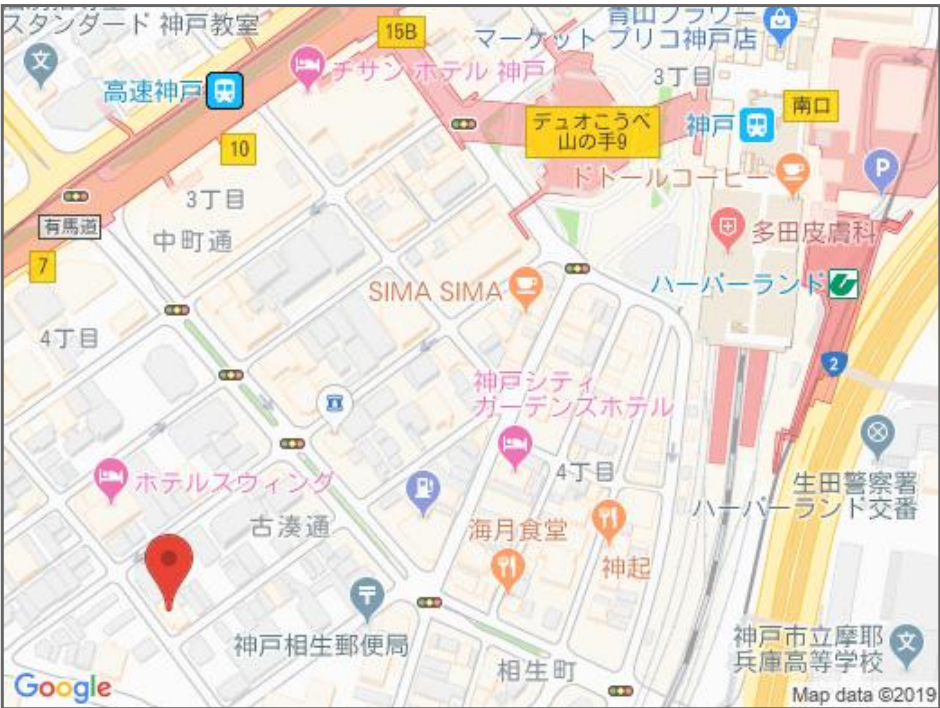 スタンダード 神戸教室
15B
青山フラワー
マーケット プリコ神戸店
チサン ホテル 神戸
3丁目
高速神戸
南口
デュオこうべ
山の手9
神戸
10
ドトールコーヒー
3丁目
有馬道
中町通
多田皮膚科
7
SIMA SIMA
ハーバーランド
4丁目
2
神戸シティ
ガーデンズホテル
4丁目
生田警察署
ハーバーランド交番
ホテルスウィング
古湊通
海月食堂
神起
神戸相生郵便局
神戸市立摩耶
兵庫高等学校
相生町
Google
Map data ©2019